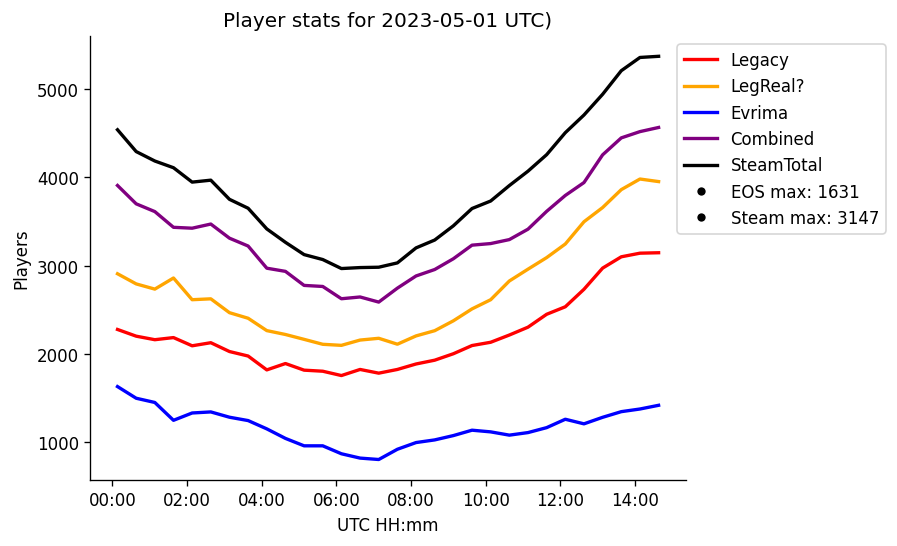 Player stats for 2023-05-01 UTC)
Legacy
LegReal?
Evrima
Combined
SteamTotal
EOS max: 1631
Steam max: 3147
Players
5000
4000
3000
2000
1000
00:00 02:00 04:00 06:00 08:00 10:00 12:00 14:00
UTC HH:mm